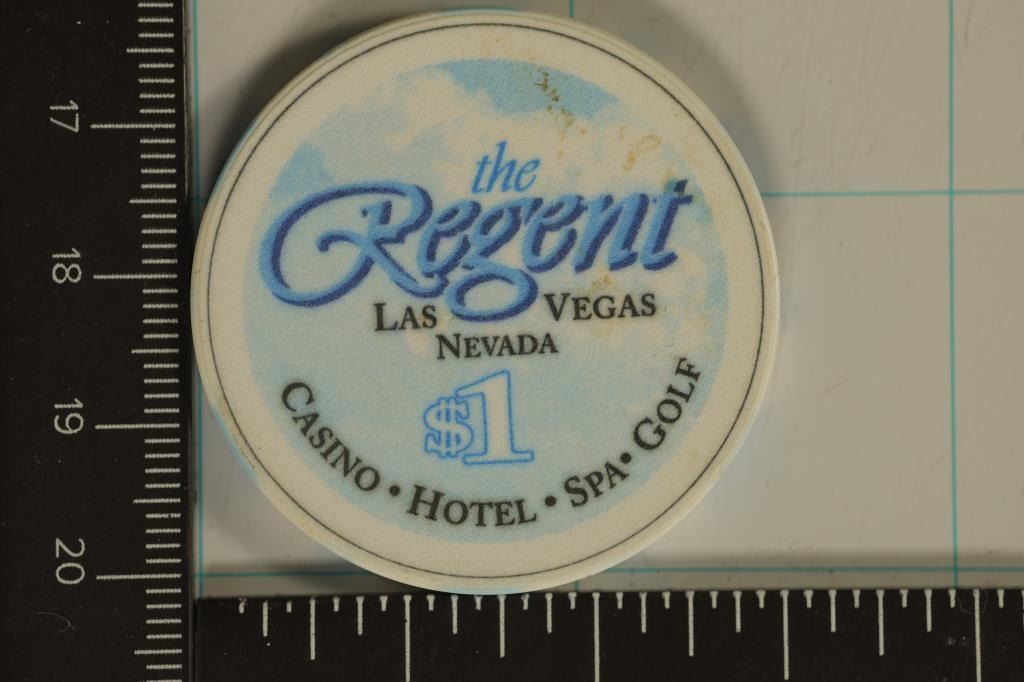 the
Regent
LAS VEGAS
NEVADA
$1
CASINO • HOTEL • SPA • GOLF
17
18
19
20